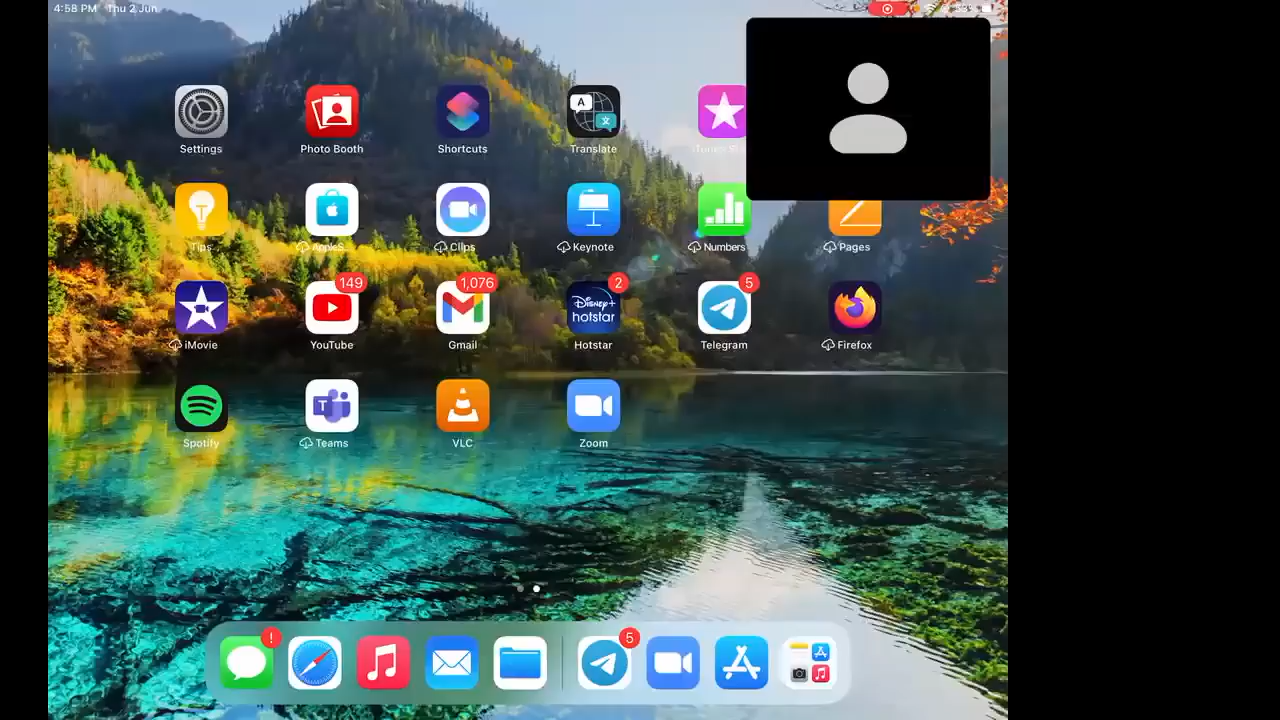 4:58 PM Thu 2 Jun
Settings
Photo Booth
Shortcuts
A
文
Translate
Tips
Clips
Keynote
Numbers
Pages
149
1,076
2
5
Disney+
hotstar
iMovie
YouTube
Gmail
Hotstar
Telegram
Firefox
T
Spotify
Teams
VLC
Zoom
!
5